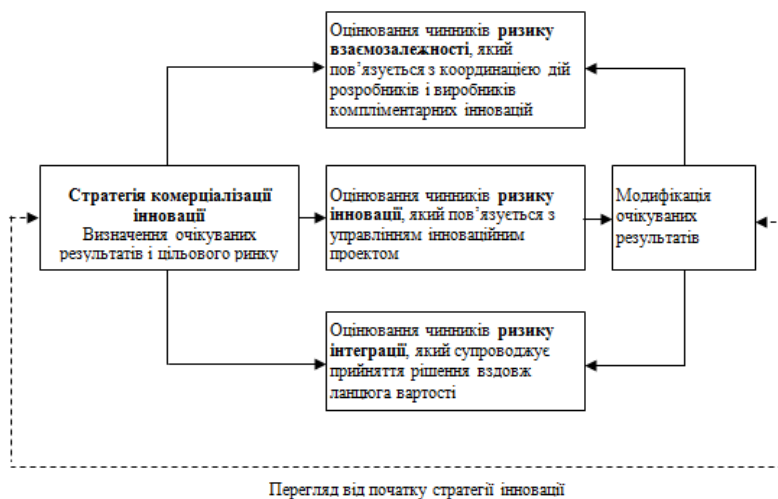 Оцінювання чинників ризику
взаємозалежності, який
пов’язується з координацією дій
розробників і виробників
компліментарних інновацій
Стратегія комерціалізації
інновації
Визначення очікуваних
результатів і цільового ринку
Оцінювання чинників ризику
інновації, який пов’язується з
управлінням інноваційним
проектом
Модифікація
очікуваних
результатів
Оцінювання чинників ризику
інтеграції, який супроводжує
прийняття рішення вздовж
ланцюга вартості
Перегляд від початку стратегії інновації